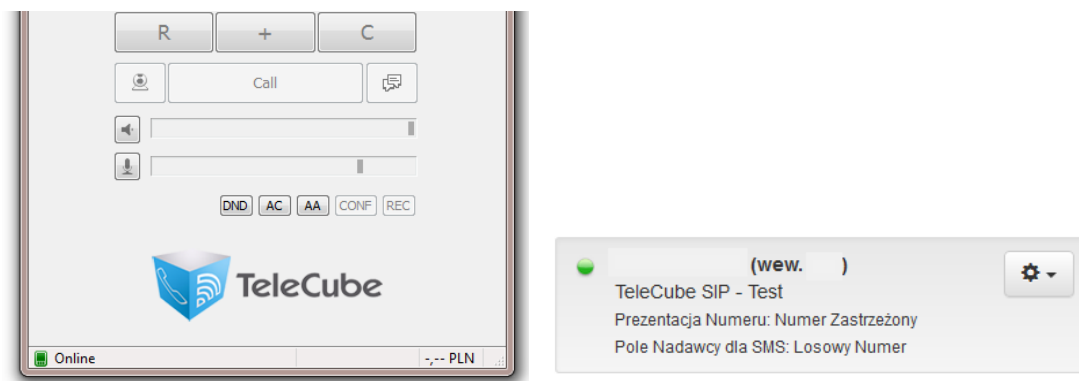 R + C
Call
DND AC AA CONF REC
TeleCube
Online -,-- PLN
(wew. )
TeleCube SIP - Test
Prezentacja Numeru: Numer Zastrzeżony
Pole Nadawcy dla SMS: Losowy Numer